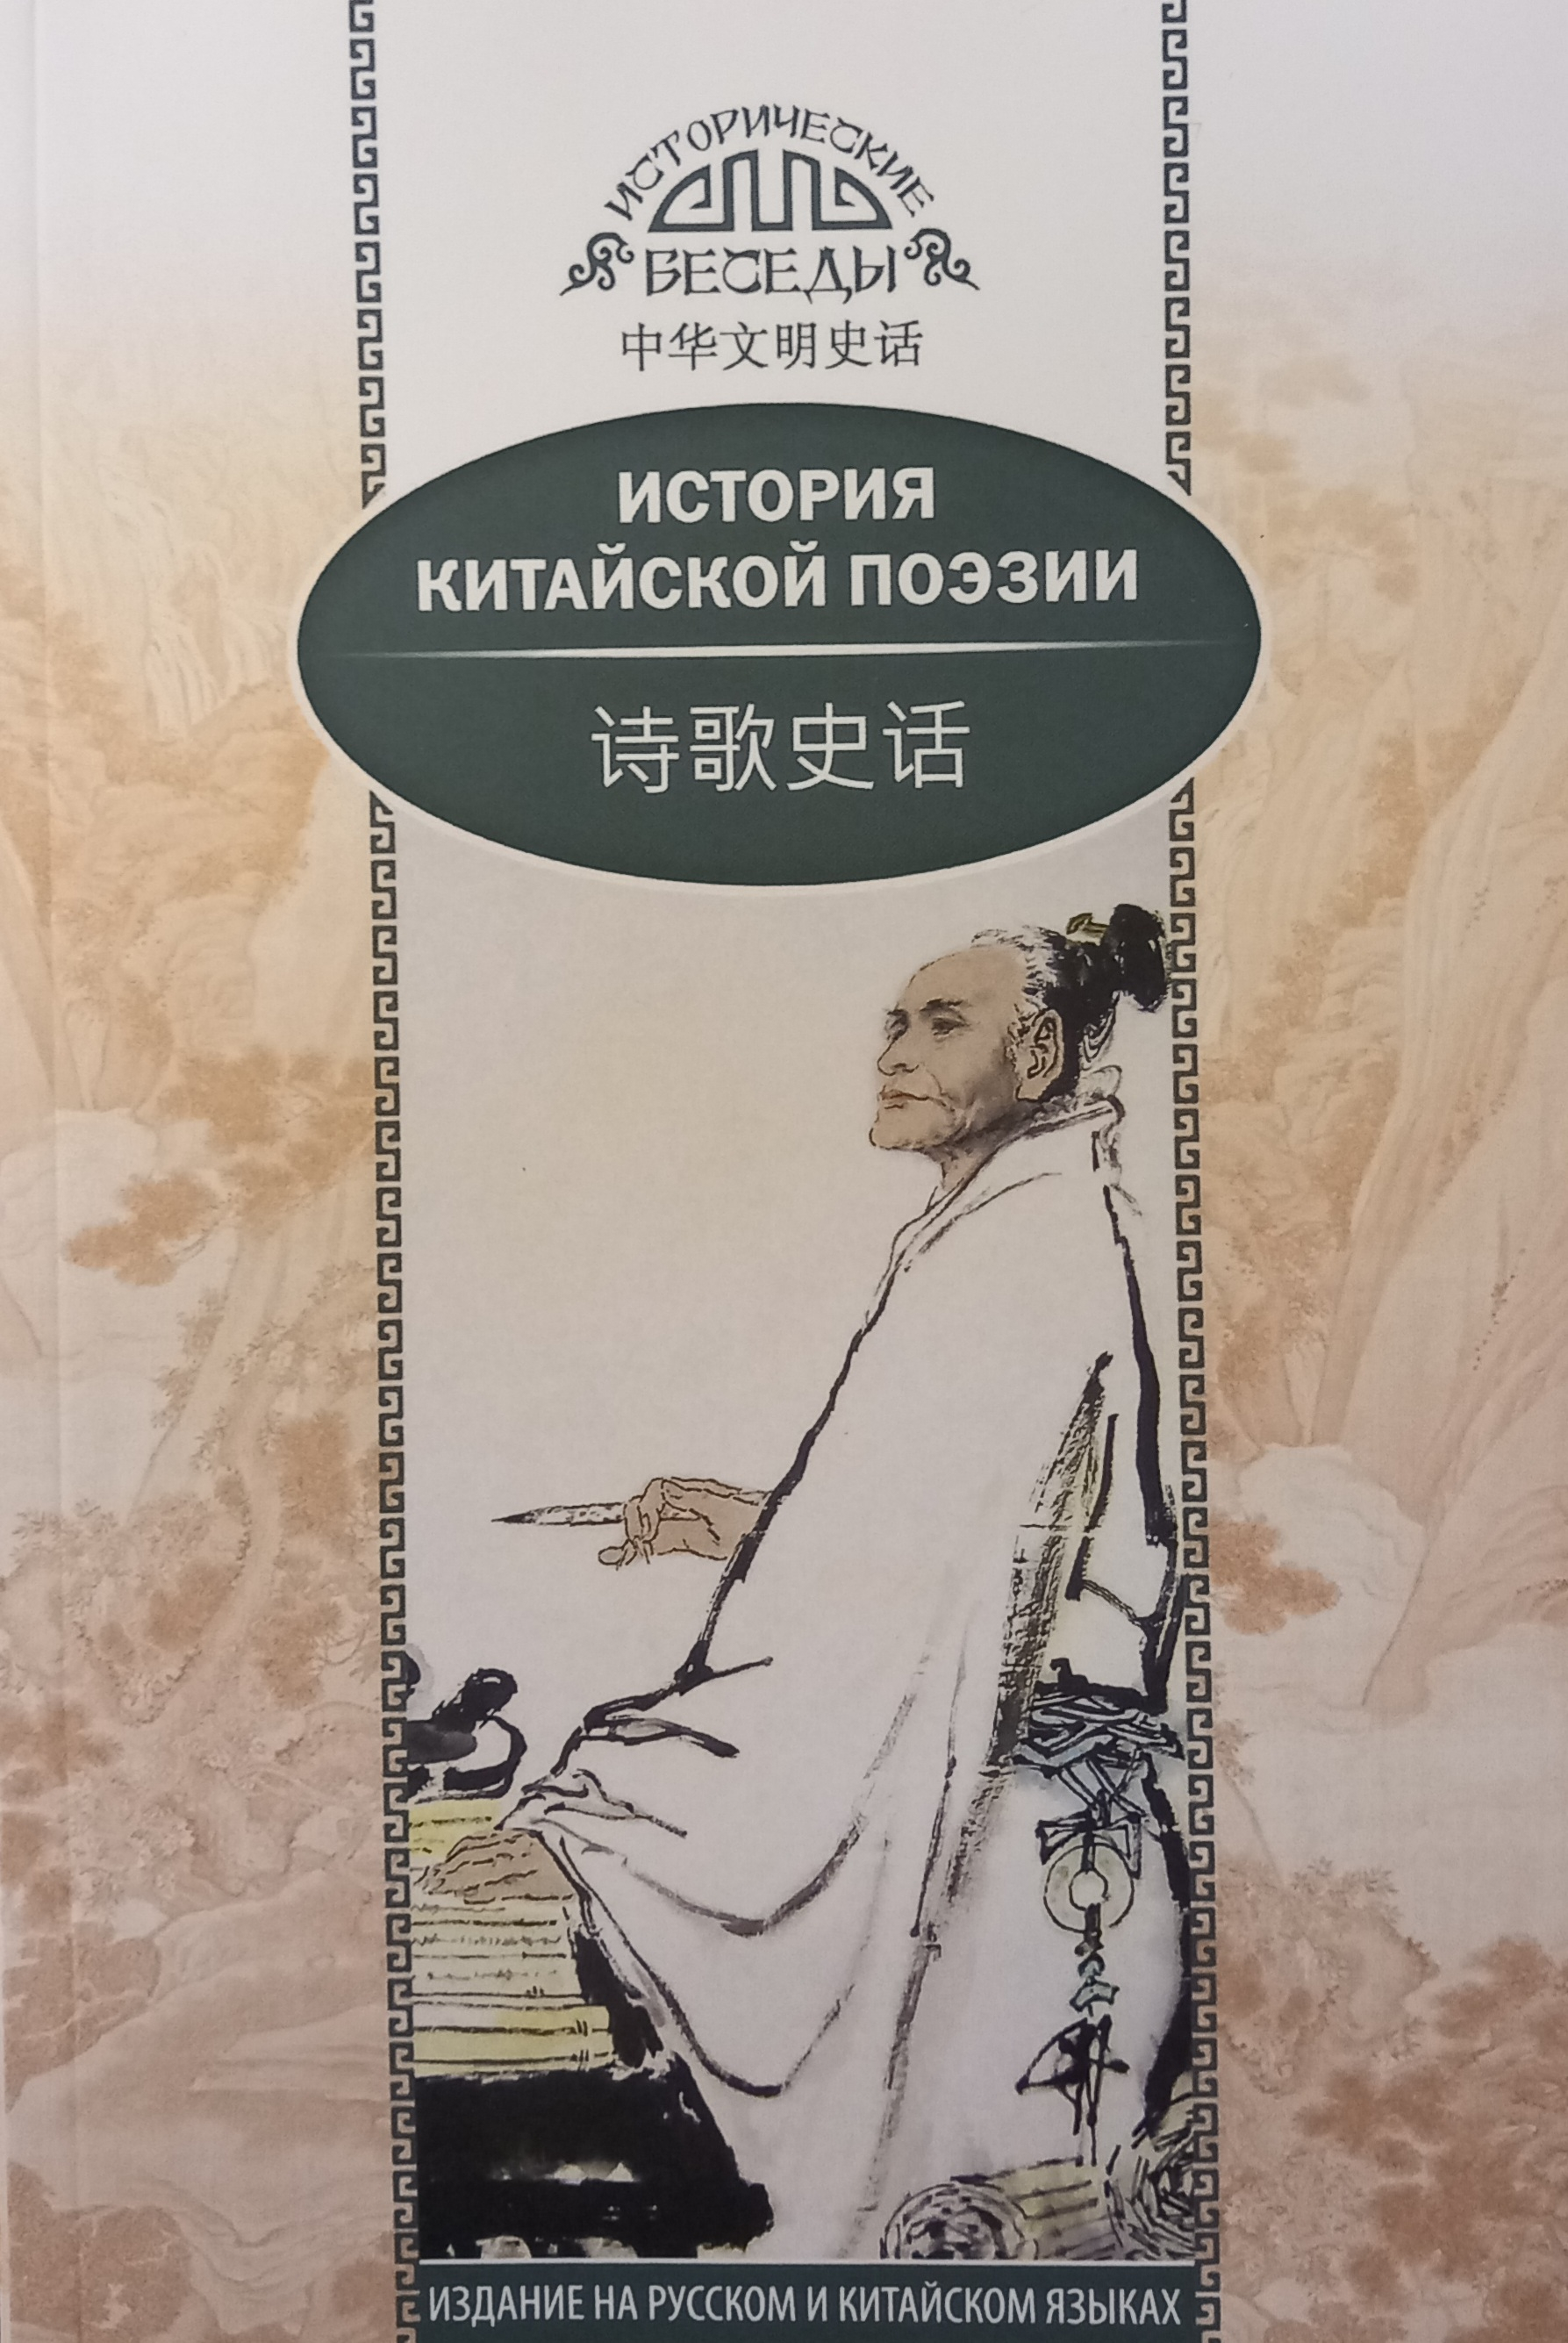 ИСТОРИЧЕСКИЕ
БЕСЕДЫ
中华文明史话
ИСТОРИЯ
КИТАЙСКОЙ ПОЭЗИИ
诗歌史话
ИЗДАНИЕ НА РУССКОМ И КИТАЙСКОМ ЯЗЫКАХ